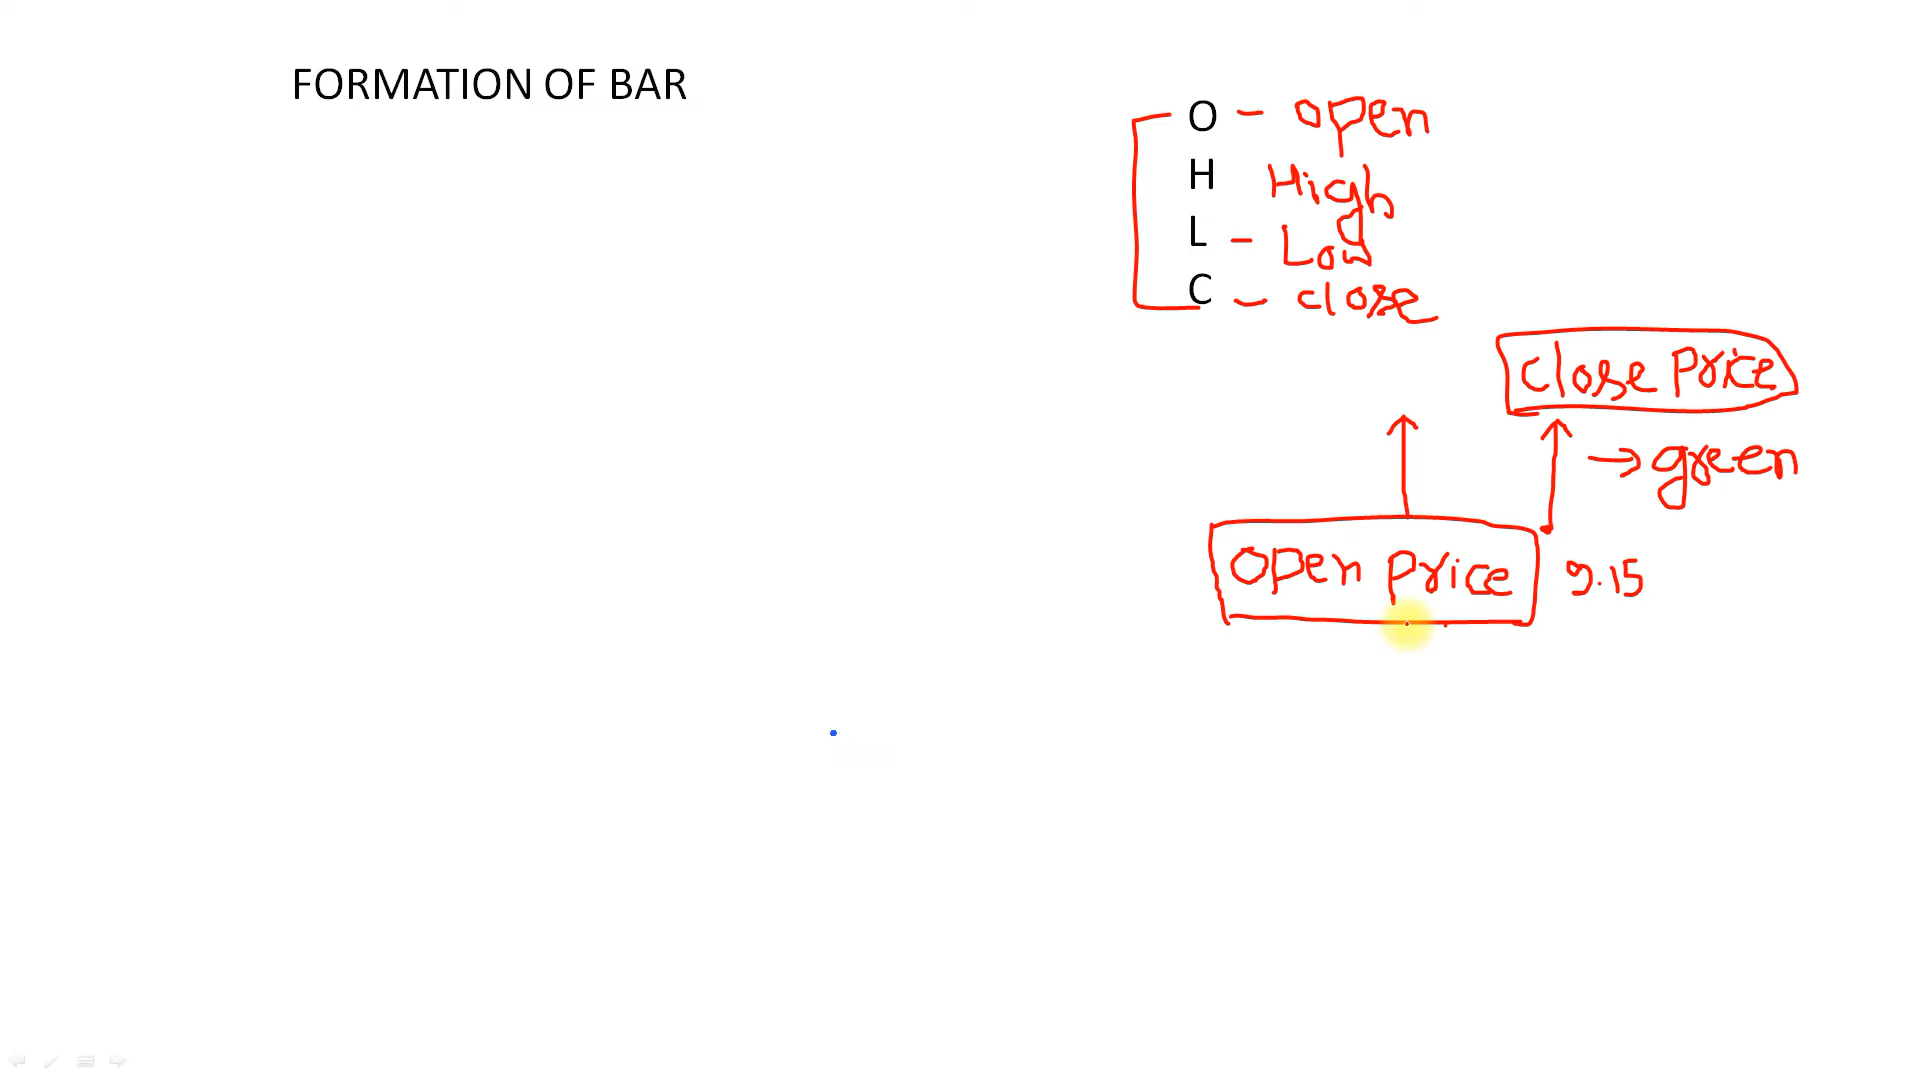 FORMATION OF BAR
O - open
H High
L - Low
C - close
close price
→ green
open price 9.15